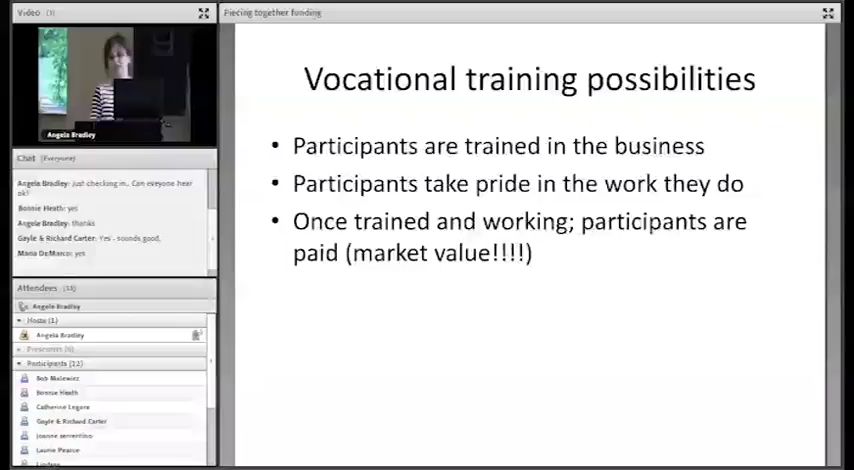 Video (1)
Angela Bradley
Chat (Everyone)
Angela Bradley: Just checking in.. Can everyone hear
ok?
Bonnie Heath: yes
Angela Bradley: thanks
Gayle & Richard Carter: Yes - sounds good,
Maria DeMarco: yes
Attendees (13)
Angela Bradley
Hosts (1)
Angela Bradley
Presenters (0)
Participants (12)
Bob Malewicz
Bonnie Heath
Catherine Legere
Gayle & Richard Carter
joanne sorrentino
Laurie Pearce
Piecing together funding
Vocational training possibilities
• Participants are trained in the business
• Participants take pride in the work they do
• Once trained and working; participants are
paid (market value!!!!)